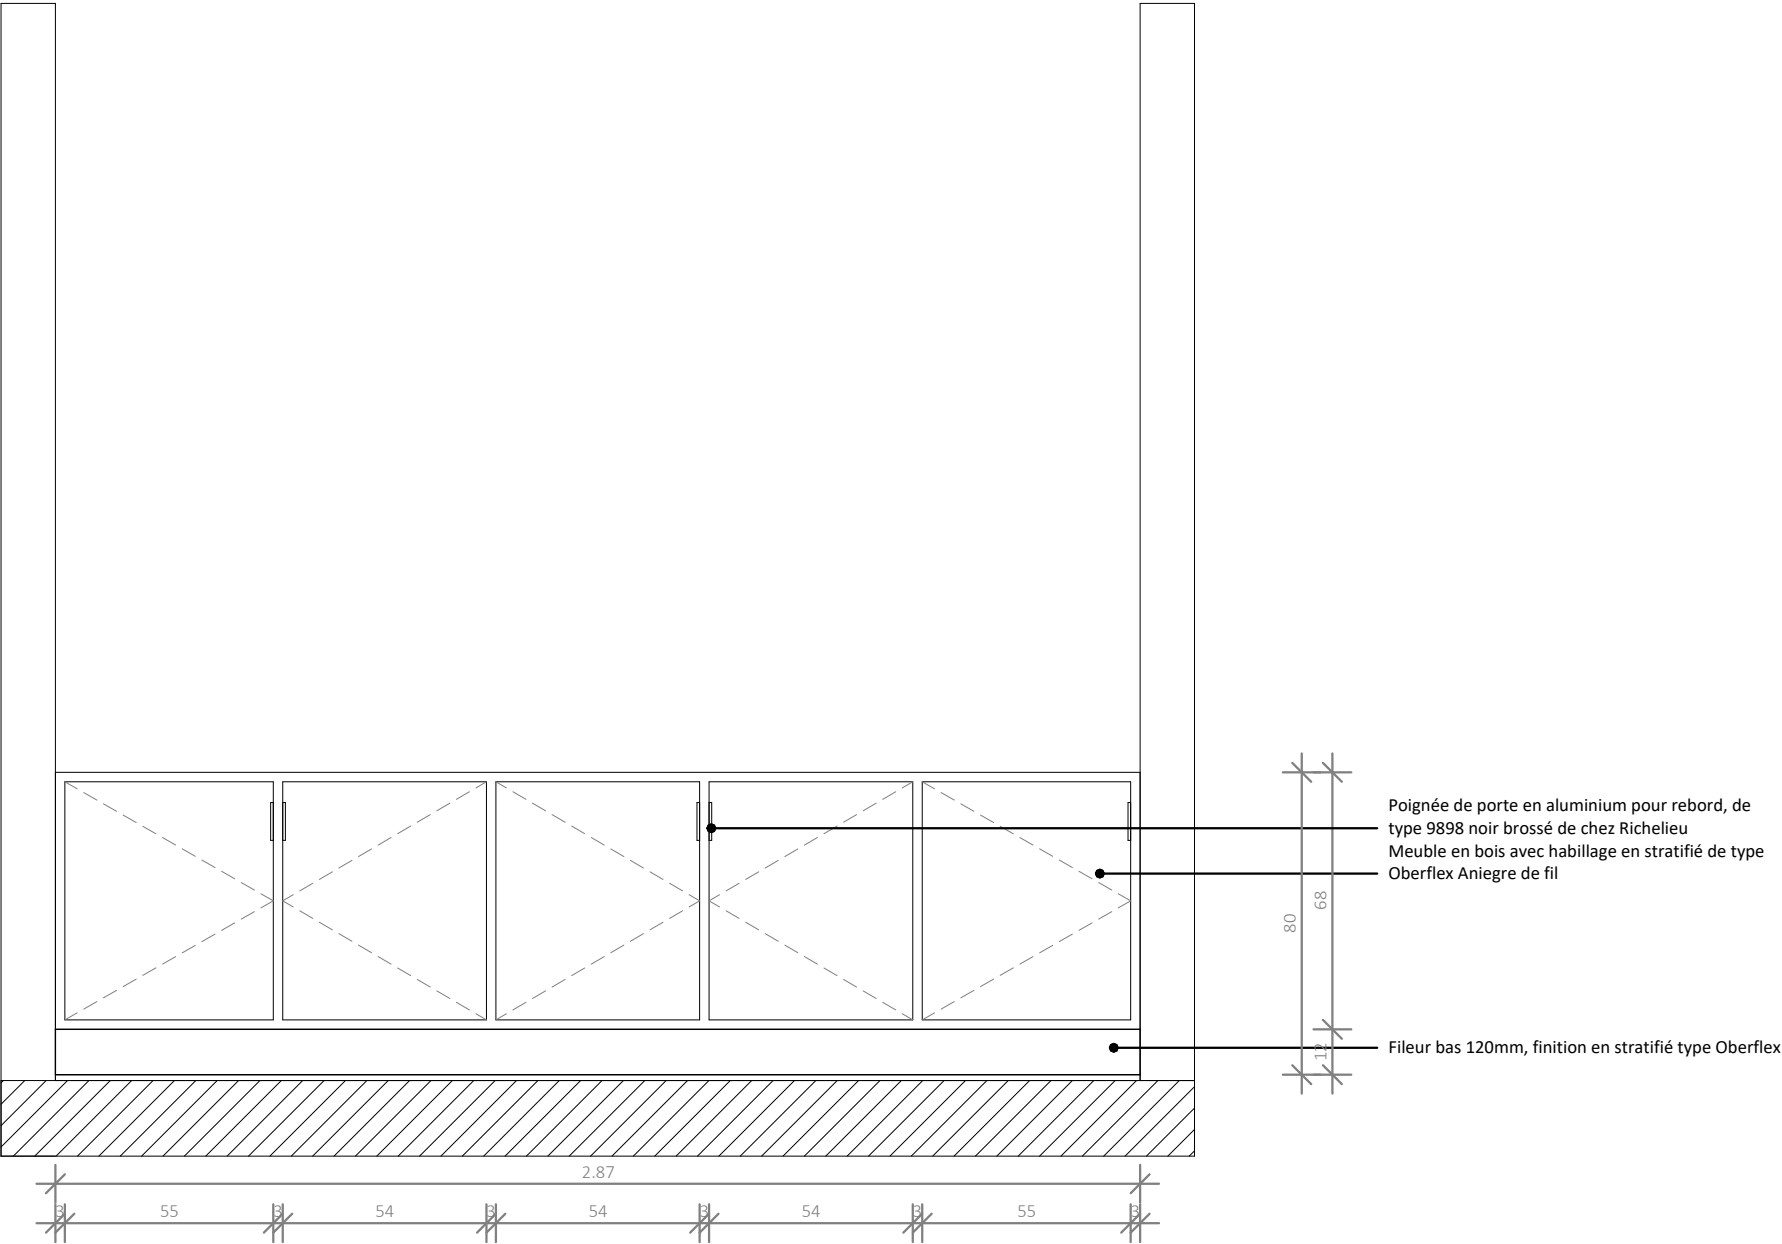 Poignée de porte en aluminium pour rebord, de
type 9898 noir brossé de chez Richelieu
Meuble en bois avec habillage en stratifié de type
Oberflex Aniegre de fil
80
68
12
Fileur bas 120mm, finition en stratifié type Oberflex
2.87
3 55 3 54 3 54 3 54 3 55 3